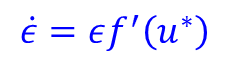 ϵ̇ = ϵf′(u*)